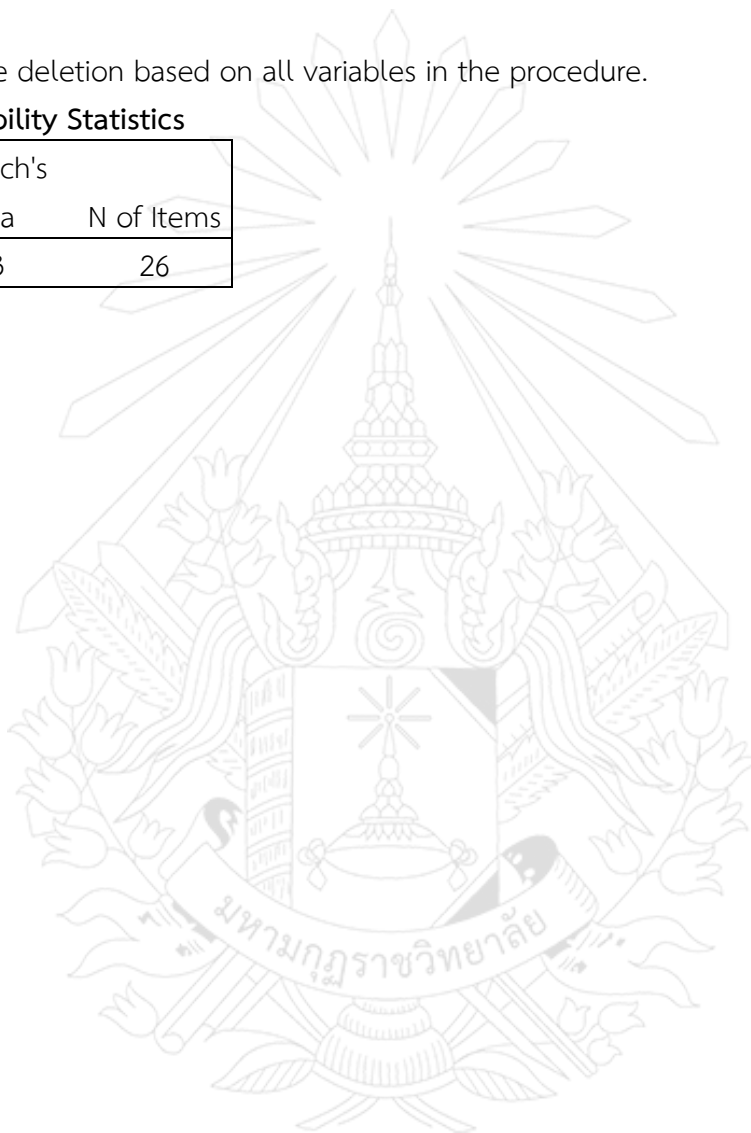 e deletion based on all variables in the procedure.
bility Statistics
ch's
a N of Items
3 26
มหามกุฏราชวิทยาลัย